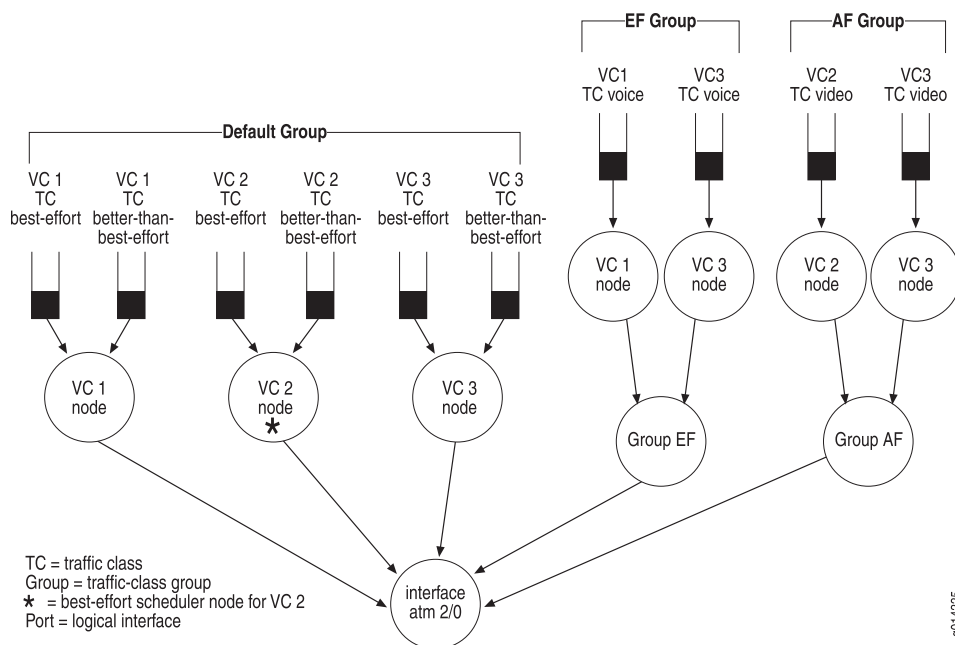 EF Group
AF Group
VC1
TC voice
VC3
TC voice
VC2
TC video
VC3
TC video
Default Group
VC 1
TC
best-effort
VC 1
TC
better-than-
best-effort
VC 2
TC
best-effort
VC 2
TC
better-than-
best-effort
VC 3
TC
best-effort
VC 3
TC
better-than-
best-effort
VC 1
node
VC 3
node
VC 2
node
VC 3
node
VC 1
node
VC 2
node
*
VC 3
node
Group EF
Group AF
interface
atm 2/0
TC = traffic class
Group = traffic-class group
* = best-effort scheduler node for VC 2
Port = logical interface